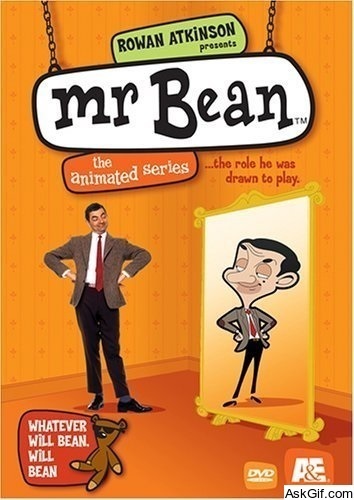 ROWAN ATKINSON
presents
mr Bean
TM
the
animated series
...the role he was
drawn to play.
WHATEVER
WILL BEAN.
WILL
BEAN
DVD
A&E
AskGif.com